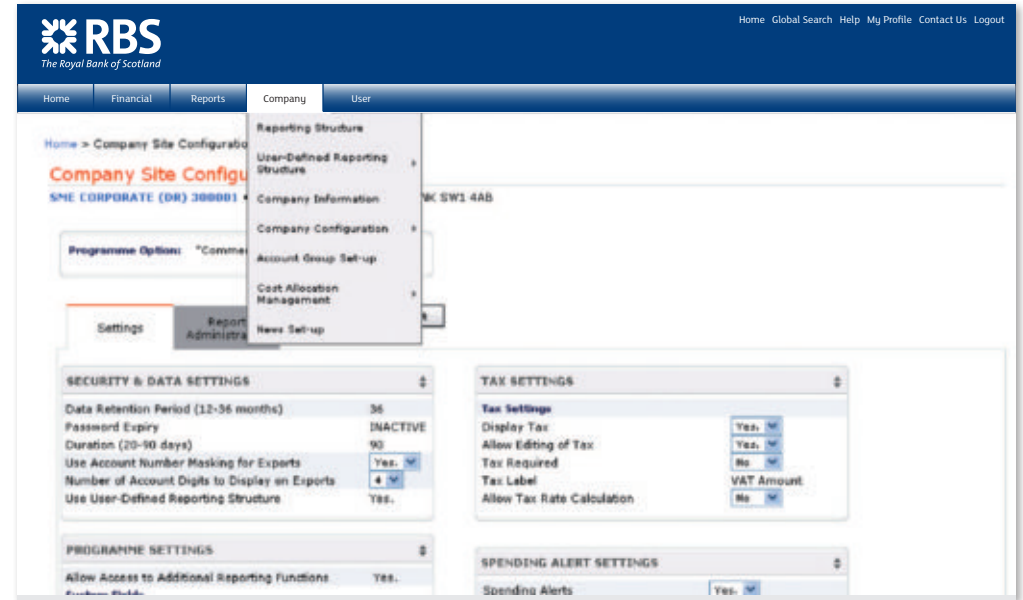 Home Global Search Help My Profile Contact Us Logout
RBS
The Royal Bank of Scotland
Home Financial Reports Company User
Reporting Structure
User-Defined Reporting
Structure
Company Information
Company Configuration
Account Group Set-up
Cost Allocation
Management
News Set-up
Home > Company Site Configuratio
Company Site Configu
SME CORPORATE (DR) 300001 • NK SW1 4AB
Programme Option: "Comme
Settings
Report
Administra
SECURITY & DATA SETTINGS
Data Retention Period (12-36 months) 36
Password Expiry INACTIVE
Duration (20-90 days) 90
Use Account Number Masking for Exports Yes.
Number of Account Digits to Display on Exports 4
Use User-Defined Reporting Structure Yes.
TAX SETTINGS
Tax Settings
Display Tax Yes.
Allow Editing of Tax Yes.
Tax Required No
Tax Label VAT Amount
Allow Tax Rate Calculation No
PROGRAMME SETTINGS
Allow Access to Additional Reporting Functions Yes.
Custom Fields
SPENDING ALERT SETTINGS
Spending Alerts Yes.